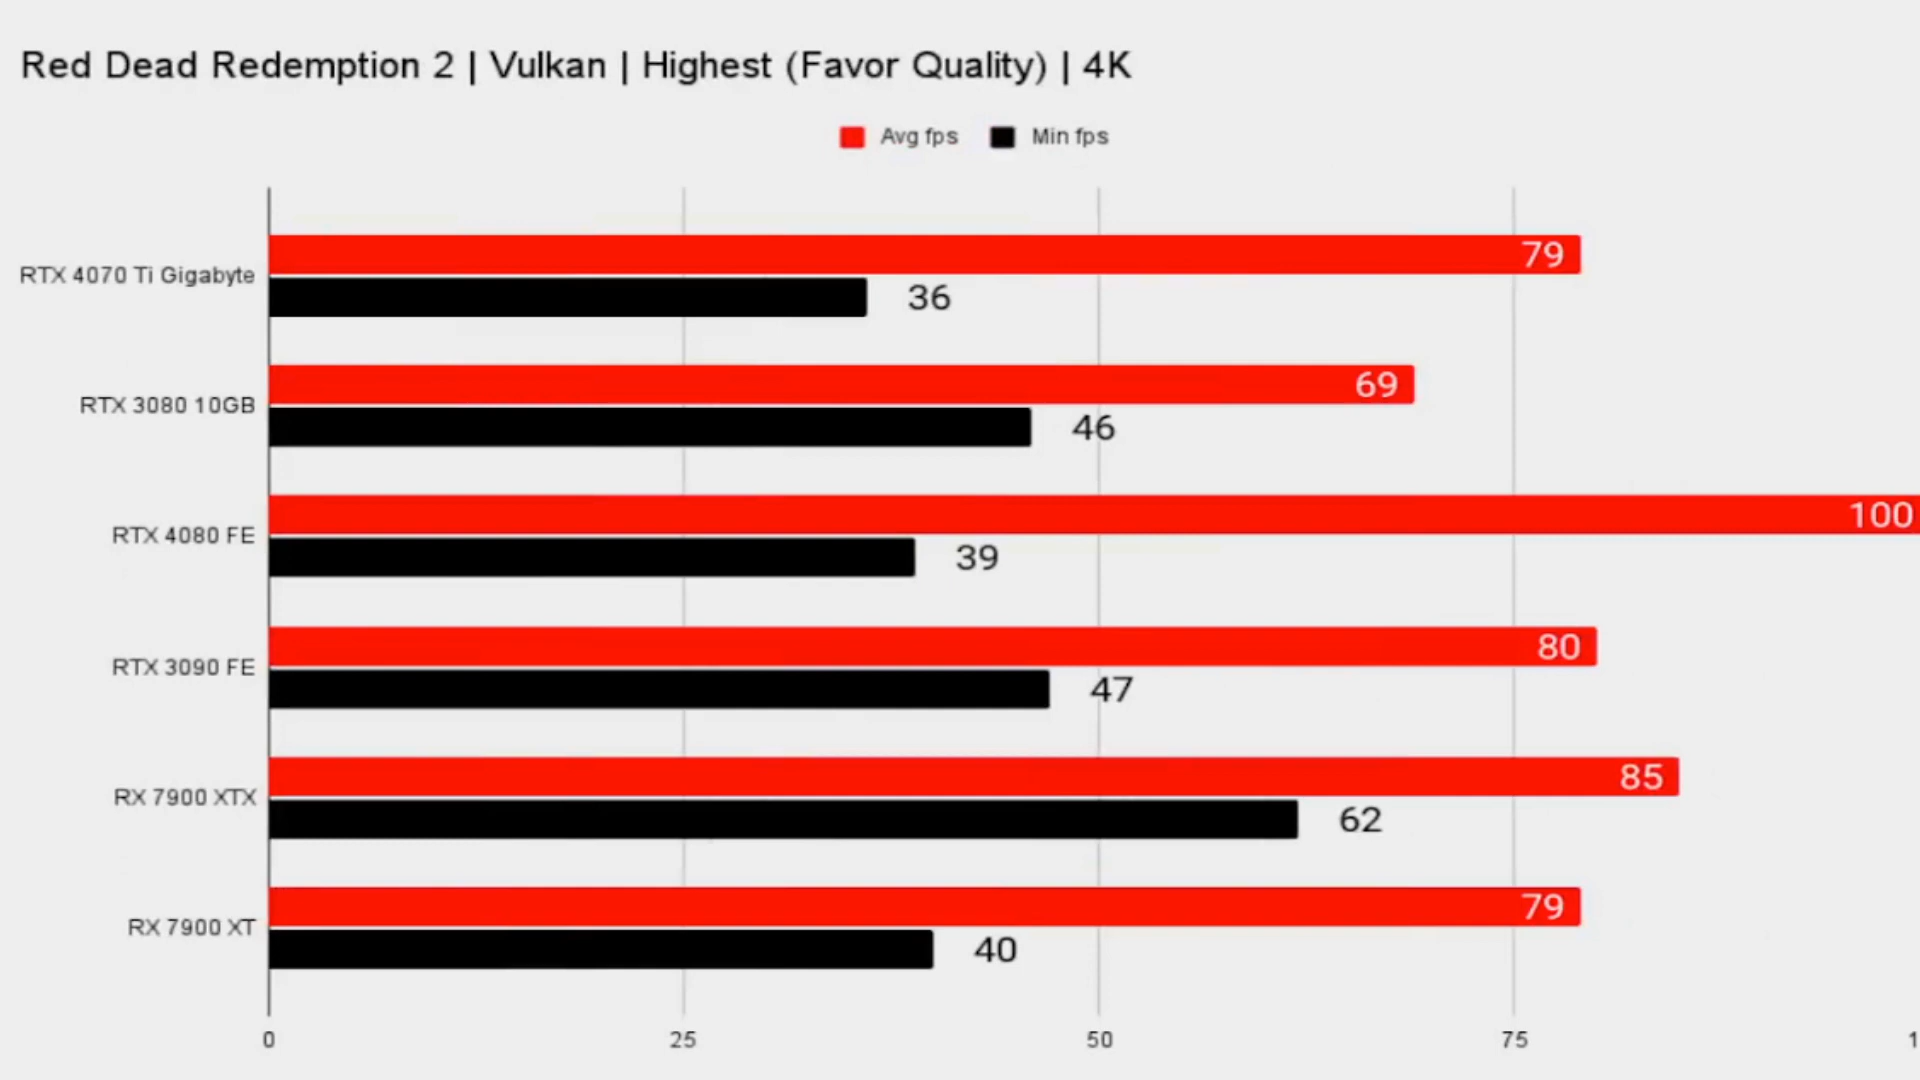 Red Dead Redemption 2 | Vulkan | Highest (Favor Quality) | 4K
Avg fps Min fps
RTX 4070 Ti Gigabyte 79
36
RTX 3080 10GB 69
46
RTX 4080 FE 100
39
RTX 3090 FE 80
47
RX 7900 XTX 85
62
RX 7900 XT 79
40
0 25 50 75 1